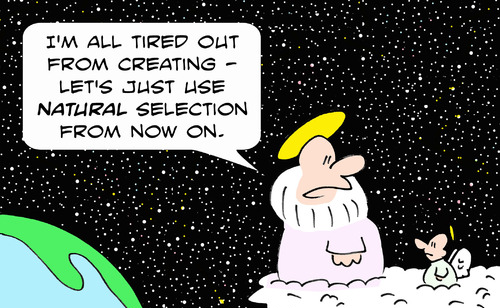 I'M ALL TIRED OUT
FROM CREATING –
LET'S JUST USE
NATURAL SELECTION
FROM NOW ON.